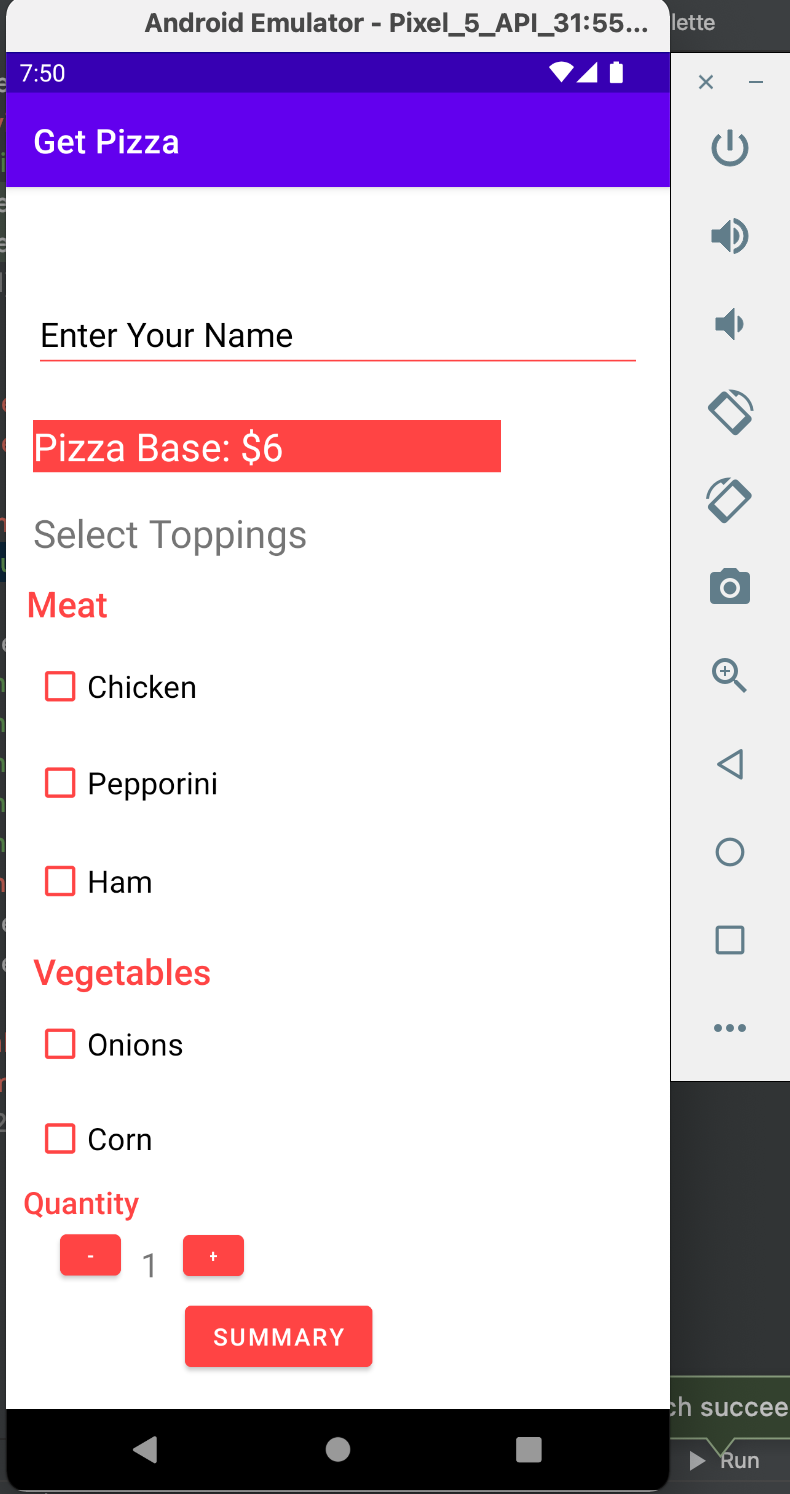 Android Emulator - Pixel_5_API_31:55...
lette
7:50
Get Pizza
Enter Your Name
Pizza Base: $6
Select Toppings
Meat
Chicken
Pepporini
Ham
Vegetables
Onions
Corn
Quantity
- 1 +
SUMMARY
ch succee
Run